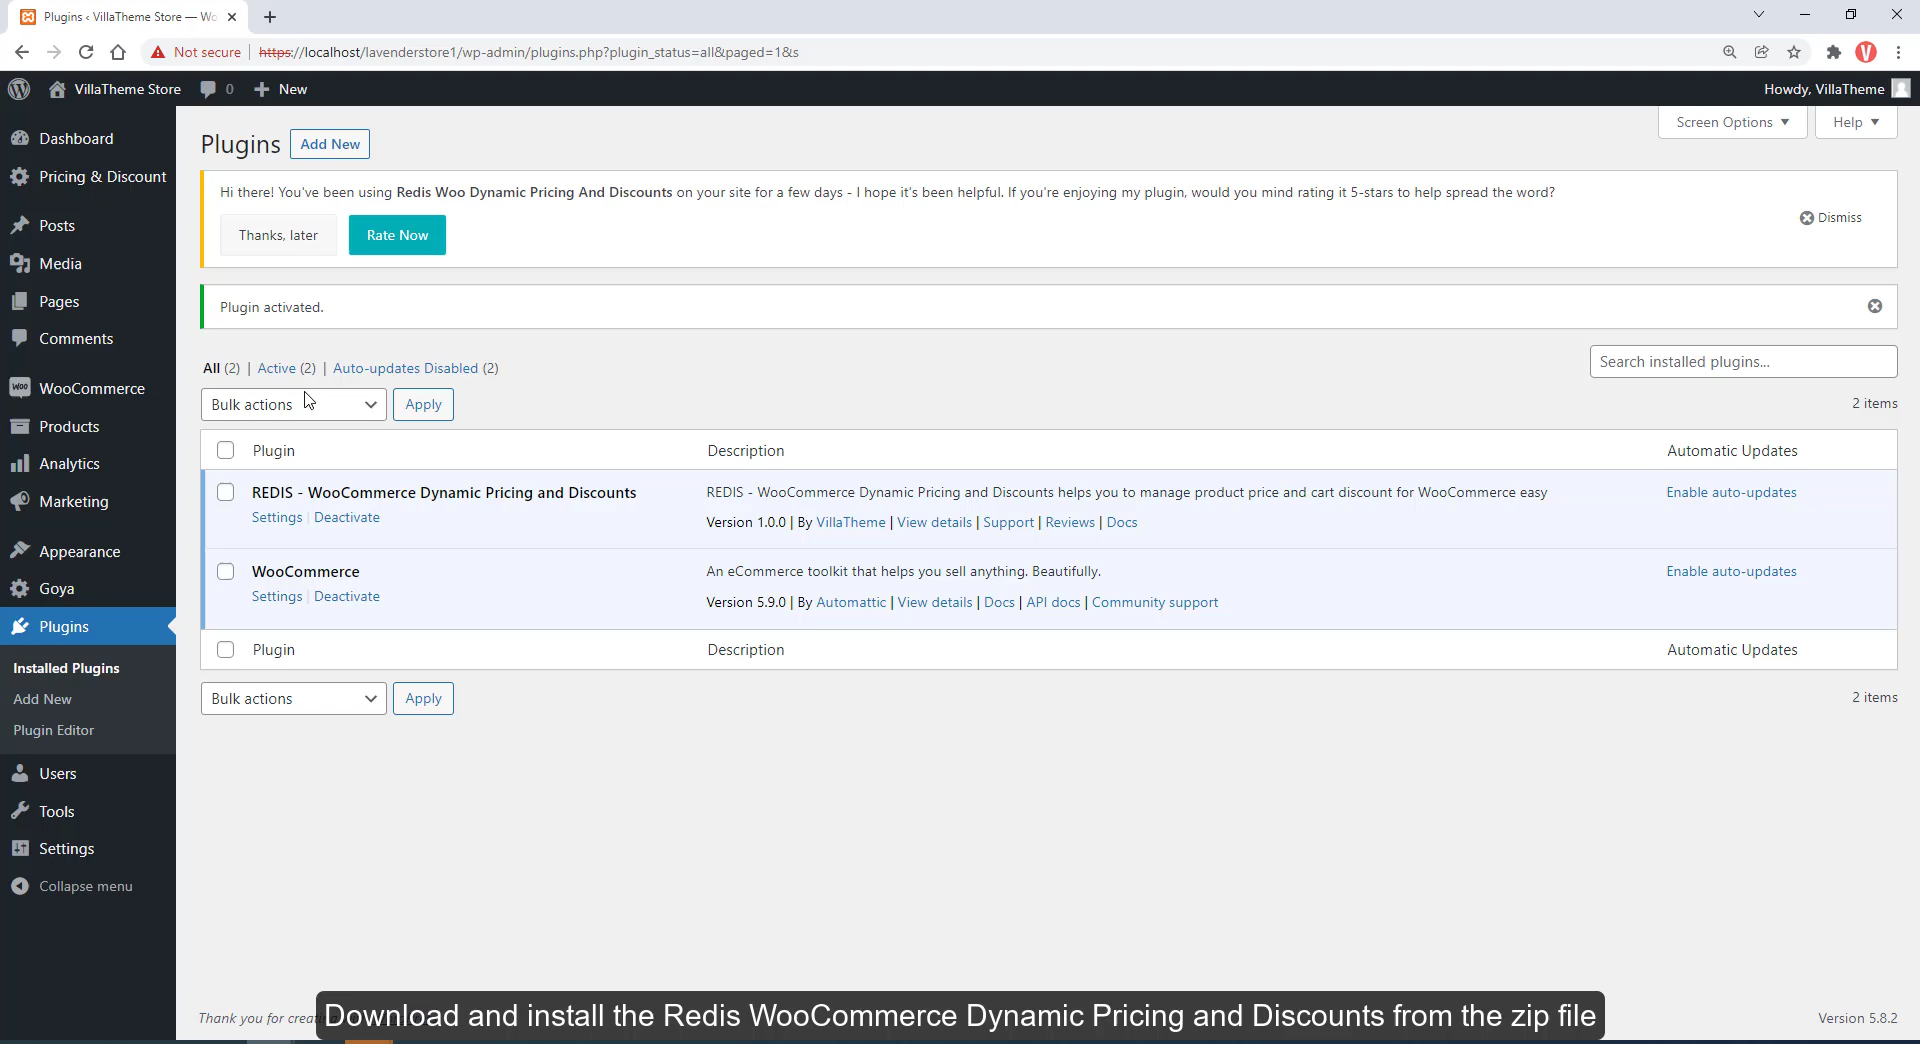 Plugins ‹ VillaTheme Store — Wo
Not secure https://localhost/lavenderstore1/wp-admin/plugins.php?plugin_status=all&paged=1&s
VillaTheme Store 0 New Howdy, VillaTheme
Dashboard
Pricing & Discount
Posts
Media
Pages
Comments
WooCommerce
Products
Analytics
Marketing
Appearance
Goya
Plugins
Installed Plugins
Add New
Plugin Editor
Users
Tools
Settings
Collapse menu
Screen Options Help
Plugins Add New
Hi there! You've been using Redis Woo Dynamic Pricing And Discounts on your site for a few days - I hope it's been helpful. If you're enjoying my plugin, would you mind rating it 5-stars to help spread the word?
Dismiss
Thanks, later Rate Now
Plugin activated.
All (2) | Active (2) | Auto-updates Disabled (2)
Search installed plugins...
Bulk actions Apply 2 items
Plugin Description Automatic Updates
REDIS - WooCommerce Dynamic Pricing and Discounts REDIS - WooCommerce Dynamic Pricing and Discounts helps you to manage product price and cart discount for WooCommerce easy Enable auto-updates
Settings | Deactivate Version 1.0.0 | By VillaTheme | View details | Support | Reviews | Docs
WooCommerce An eCommerce toolkit that helps you sell anything. Beautifully. Enable auto-updates
Settings | Deactivate Version 5.9.0 | By Automattic | View details | Docs | API docs | Community support
Plugin Description Automatic Updates
Bulk actions Apply 2 items
Thank you for Version 5.8.2
Download and install the Redis WooCommerce Dynamic Pricing and Discounts from the zip file